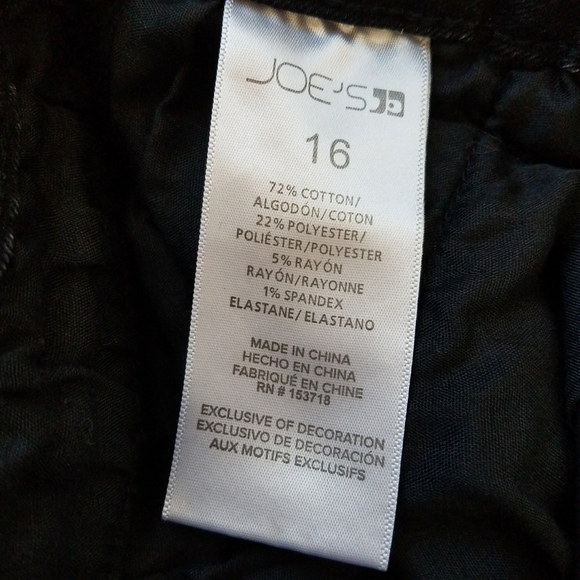 JOE'S
16
72% COTTON/
ALGODÓN/COTON
22% POLYESTER/
POLIÉSTER/POLYESTER
5% RAYÓN
RAYÓN/RAYONNE
1% SPANDEX
ELASTANE/ELASTANO
MADE IN CHINA
HECHO EN CHINA
FABRIQUÉ EN CHINE
RN # 153718
EXCLUSIVE OF DECORATION
EXCLUSIVO DE DECORACIÓN
AUX MOTIFS EXCLUSIFS